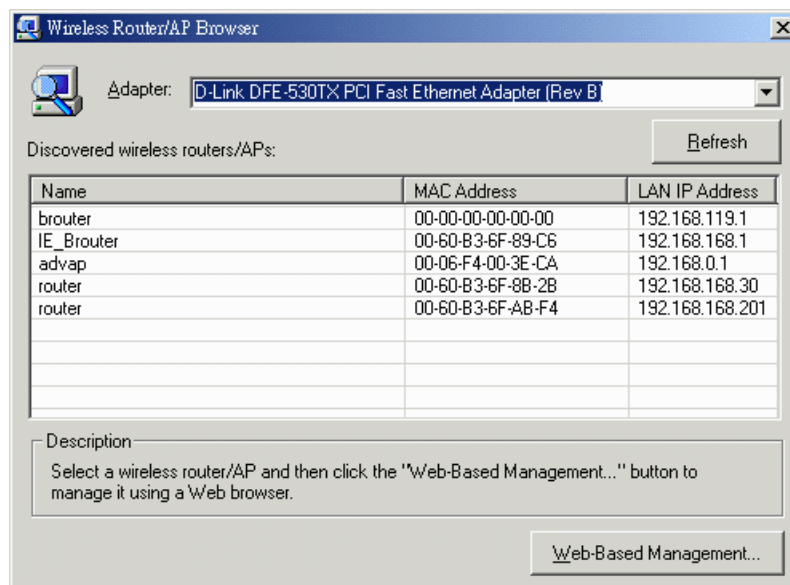 Wireless Router/AP Browser
Adapter: D-Link DFE-530TX PCI Fast Ethernet Adapter (Rev B)
Refresh
Discovered wireless routers/APs:
Name MAC Address LAN IP Address
brouter 00-00-00-00-00-00 192.168.119.1
IE_Brouter 00-60-B3-6F-89-C6 192.168.168.1
advap 00-06-F4-00-3E-CA 192.168.0.1
router 00-60-B3-6F-8B-2B 192.168.168.30
router 00-60-B3-6F-AB-F4 192.168.168.201
Description
Select a wireless router/AP and then click the "Web-Based Management..." button to
manage it using a Web browser.
Web-Based Management...